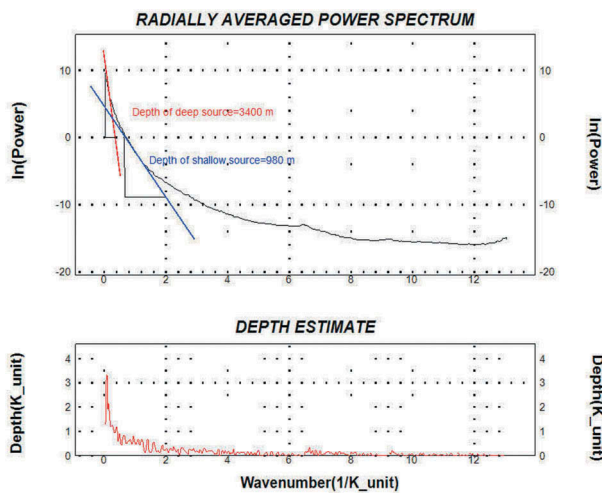 RADIALLY AVERAGED POWER SPECTRUM
10
10
Depth of deep source=3400 m
ln(Power)
0
0
ln(Power)
Depth of shallow source=980 m
-10
-10
-20
-20
0 2 4 6 8 10 12
DEPTH ESTIMATE
4
4
3
3
Depth(K_unit)
2
2
Depth(K_unit)
1
1
0
0
0 2 4 6 8 10 12
Wavenumber(1/K_unit)